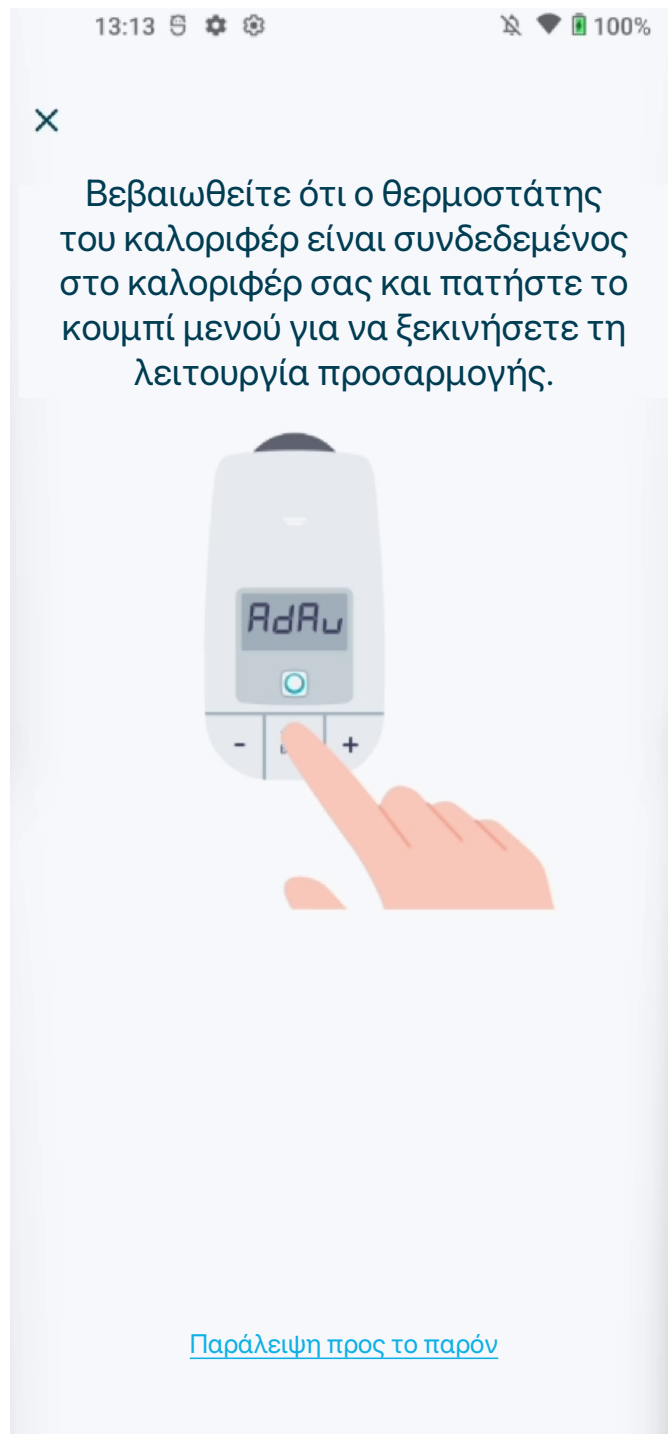 13:13 100%
Βεβαιωθείτε ότι ο θερμοστάτης
του καλοριφέρ είναι συνδεδεμένος
στο καλοριφέρ σας και πατήστε το
κουμπί μενού για να ξεκινήσετε τη
λειτουργία προσαρμογής.
AdAu
- +
Παράλειψη προς το παρόν